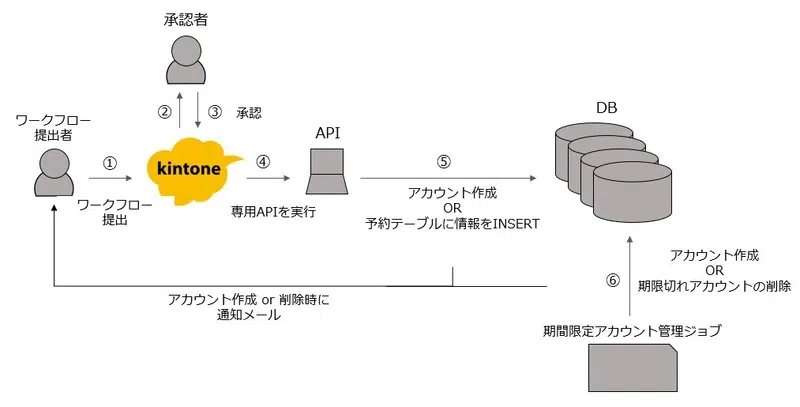 承認者
②
③
承認
ワークフロー
提出者
①
ワークフロー
提出
kintone
④
専用APIを実行
API
⑤
アカウント作成
OR
予約テーブルに情報をINSERT
DB
⑥
アカウント作成
OR
期限切れアカウントの削除
アカウント作成 or 削除時に
通知メール
期間限定アカウント管理ジョブ